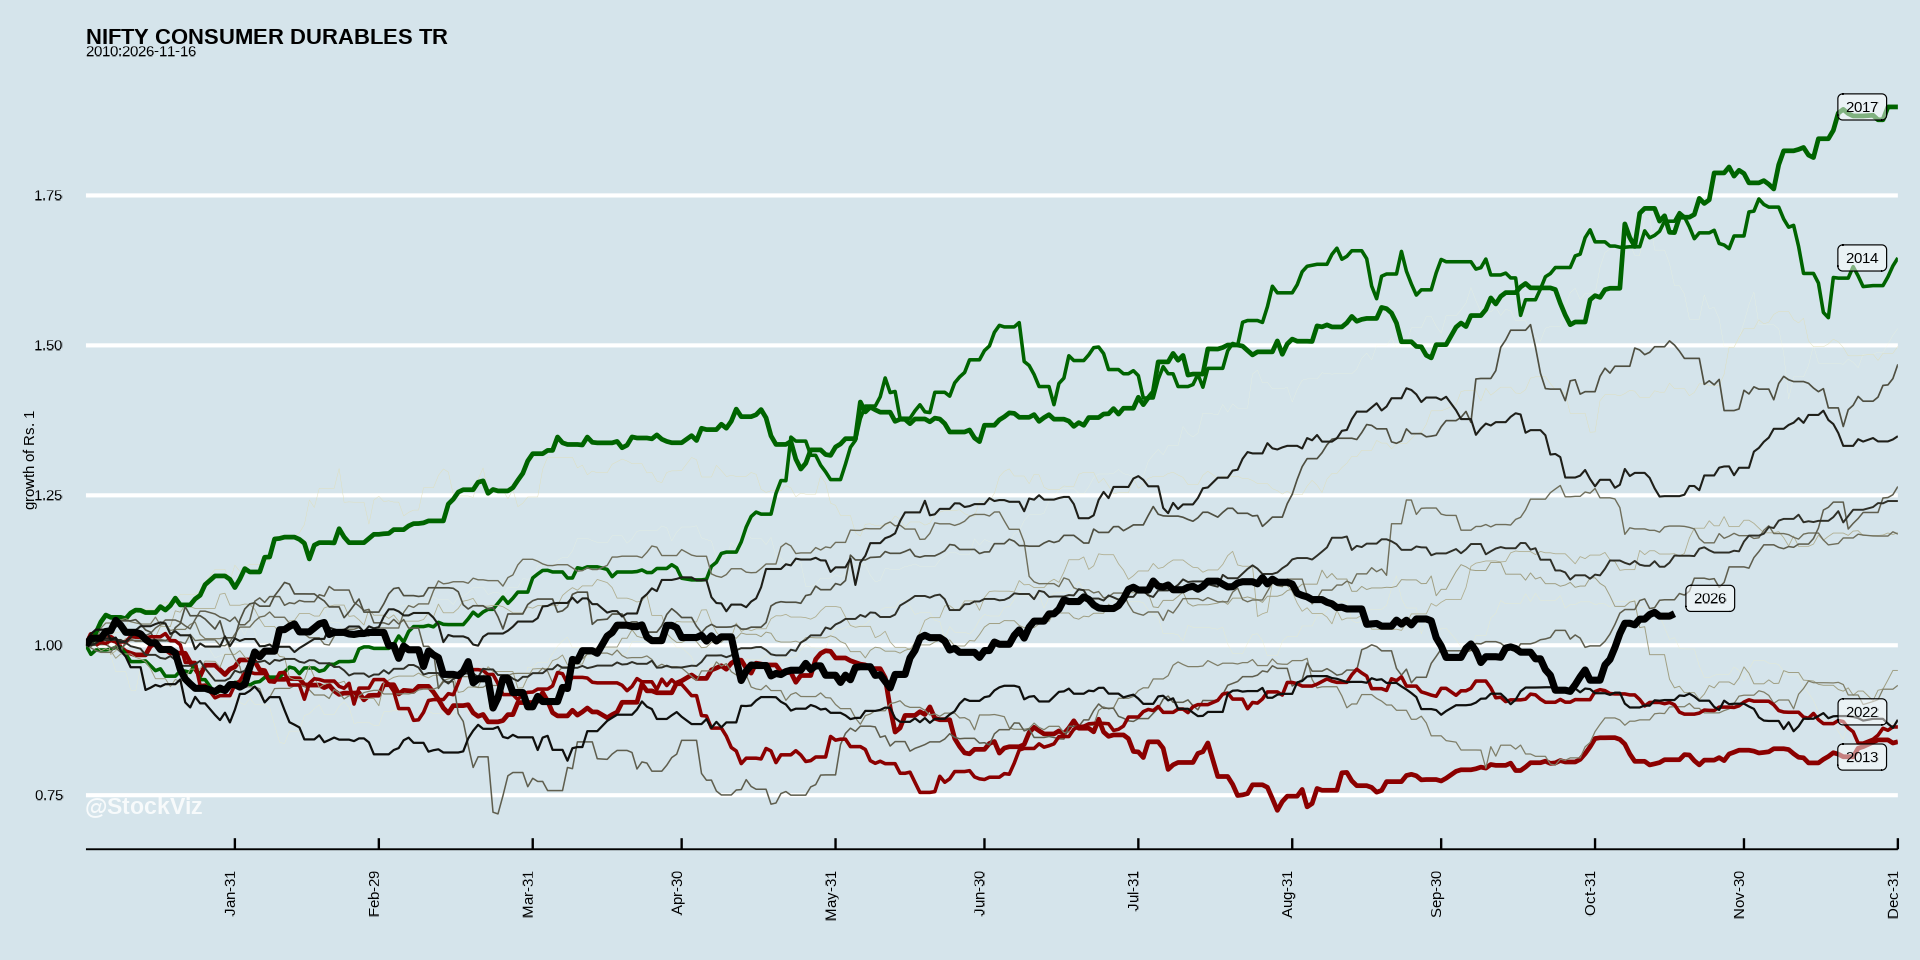 NIFTY CONSUMER DURABLES TR
2010:2026-11-16
growth of Rs. 1
1.75
1.50
1.25
1.00
0.75
2017
2014
2026
2022
2013
@StockViz
Jan-31
Feb-29
Mar-31
Apr-30
May-31
Jun-30
Jul-31
Aug-31
Sep-30
Oct-31
Nov-30
Dec-31